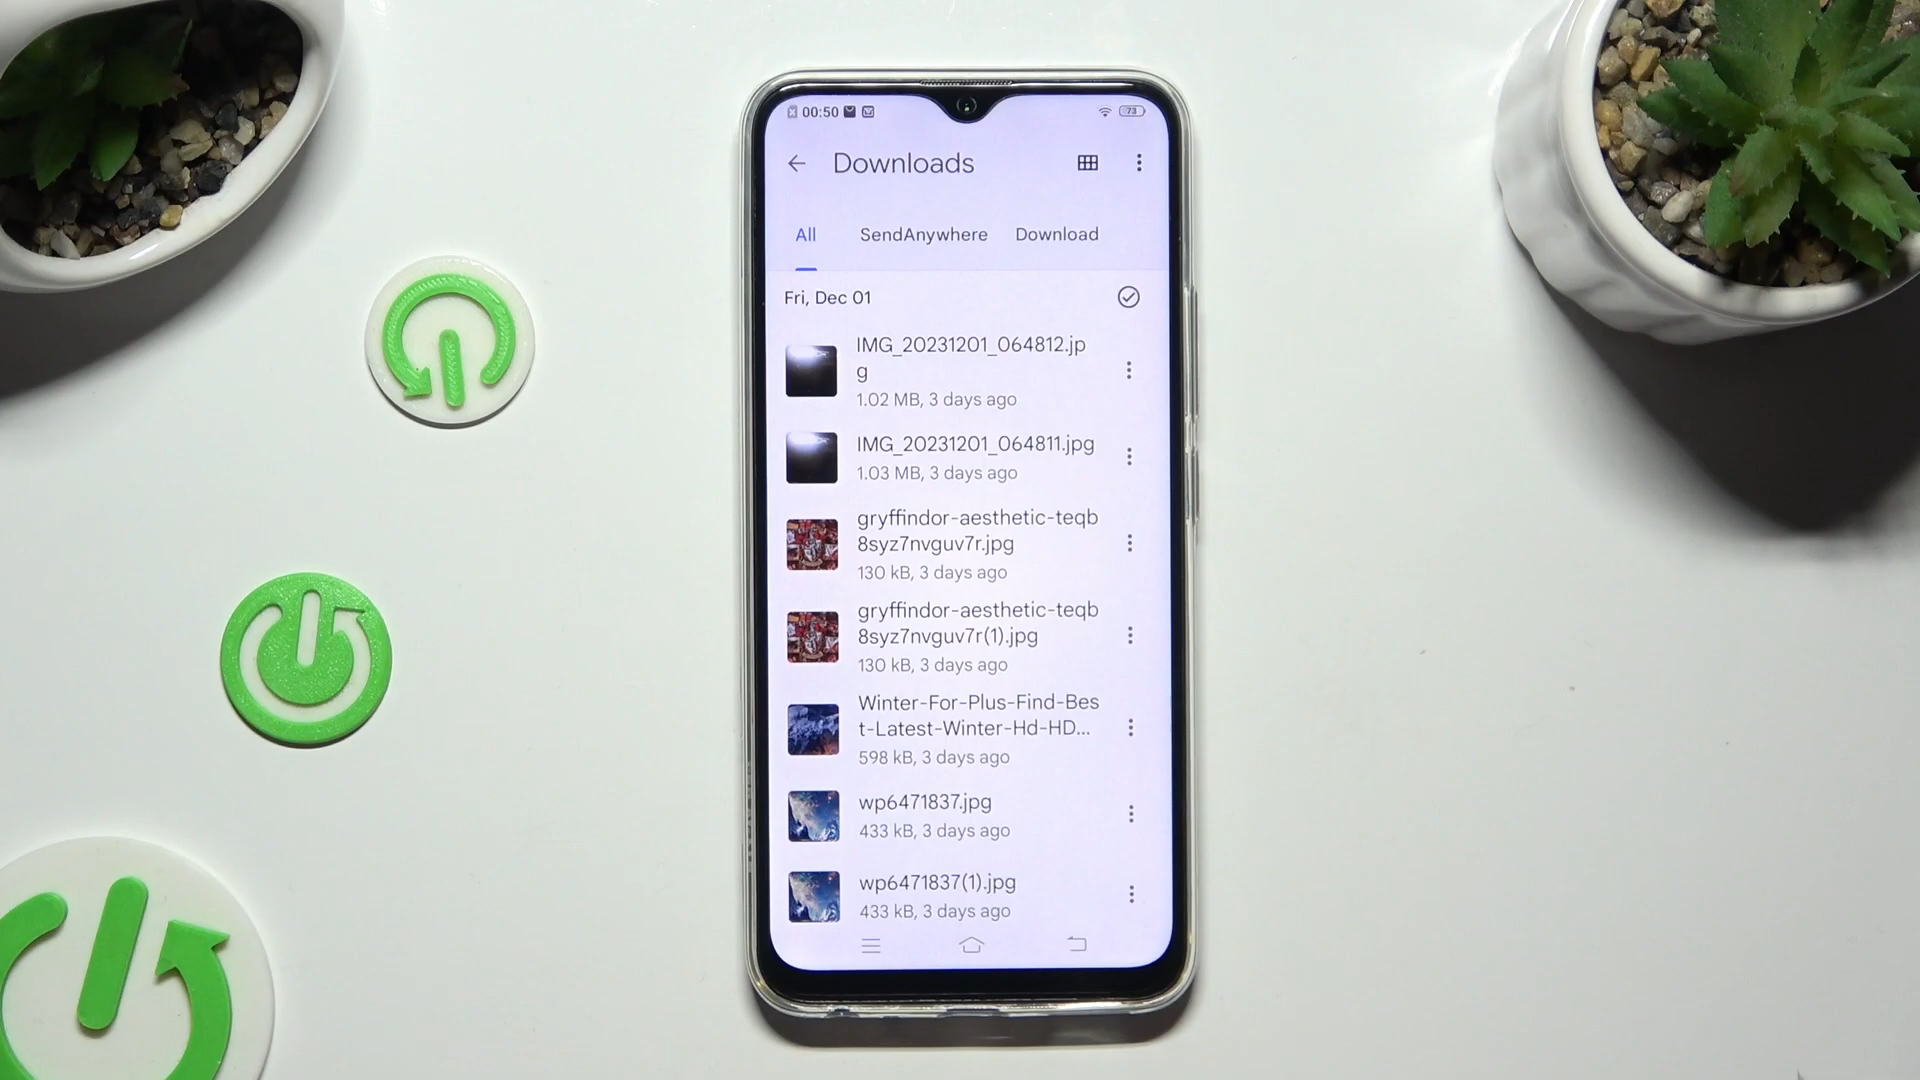 00:50
73
Downloads
All
SendAnywhere
Download
Fri, Dec 01
IMG_20231201_064812.jp
g
1.02 MB, 3 days ago
IMG_20231201_064811.jpg
1.03 MB, 3 days ago
gryffindor-aesthetic-teqb
8syz7nvguv7r.jpg
130 kB, 3 days ago
gryffindor-aesthetic-teqb
8syz7nvguv7r(1).jpg
130 kB, 3 days ago
Winter-For-Plus-Find-Bes
t-Latest-Winter-Hd-HD...
598 kB, 3 days ago
wp6471837.jpg
433 kB, 3 days ago
wp6471837(1).jpg
433 kB, 3 days ago